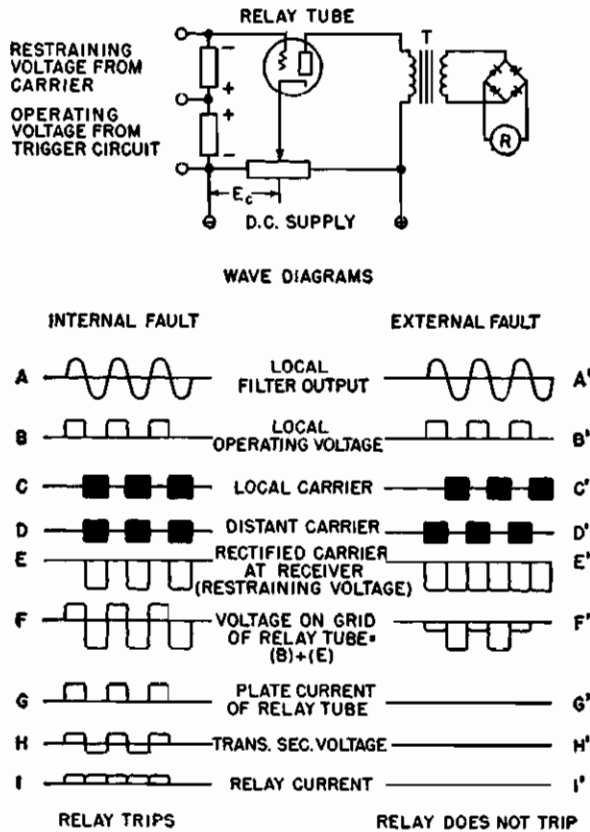 RELAY TUBE
T
RESTRAINING
VOLTAGE FROM
CARRIER
−
+
OPERATING
VOLTAGE FROM
TRIGGER CIRCUIT
+
−
R
E c
⊖ D.C. SUPPLY ⊕
WAVE DIAGRAMS
INTERNAL FAULT
EXTERNAL FAULT
A LOCAL FILTER OUTPUT A'
B LOCAL OPERATING VOLTAGE B'
C LOCAL CARRIER C'
D DISTANT CARRIER D'
E RECTIFIED CARRIER E'
AT RECEIVER
(RESTRAINING VOLTAGE)
F VOLTAGE ON GRID F'
OF RELAY TUBE=
(B)+(E)
G PLATE CURRENT G'
OF RELAY TUBE
H TRANS. SEC. VOLTAGE H'
I RELAY CURRENT I'
RELAY TRIPS
RELAY DOES NOT TRIP